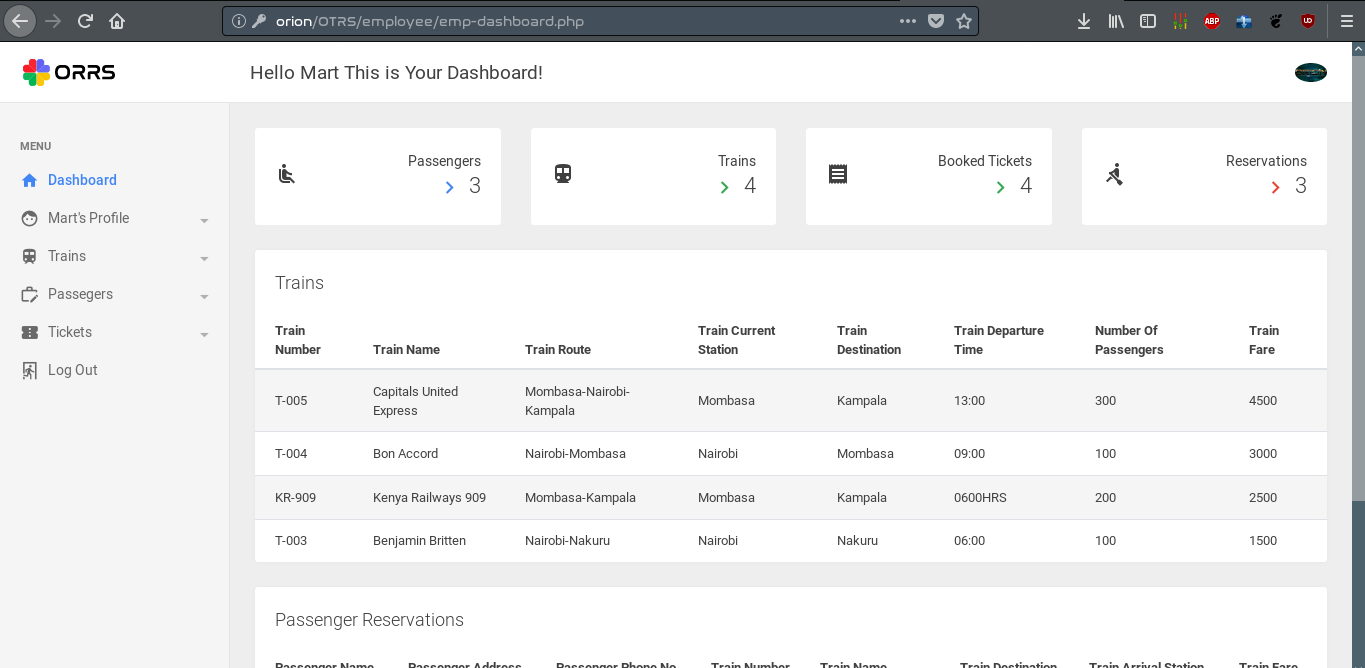 orion/OTRS/employee/emp-dashboard.php
ABP
UD
ORRS
Hello Mart This is Your Dashboard!
MENU
Dashboard
Mart's Profile
Trains
Passegers
Tickets
Log Out
Passengers
3
Trains
4
Booked Tickets
4
Reservations
3
Trains
Train Number Train Name Train Route Train Current Station Train Destination Train Departure Time Number Of Passengers Train Fare
T-005 Capitals United Express Mombasa-Nairobi-Kampala Mombasa Kampala 13:00 300 4500
T-004 Bon Accord Nairobi-Mombasa Nairobi Mombasa 09:00 100 3000
KR-909 Kenya Railways 909 Mombasa-Kampala Mombasa Kampala 0600HRS 200 2500
T-003 Benjamin Britten Nairobi-Nakuru Nairobi Nakuru 06:00 100 1500
Passenger Reservations
Passenger Name Passenger Address Passenger Phone No Train Number Train Name Train Destination Train Arrival Station Train Fare